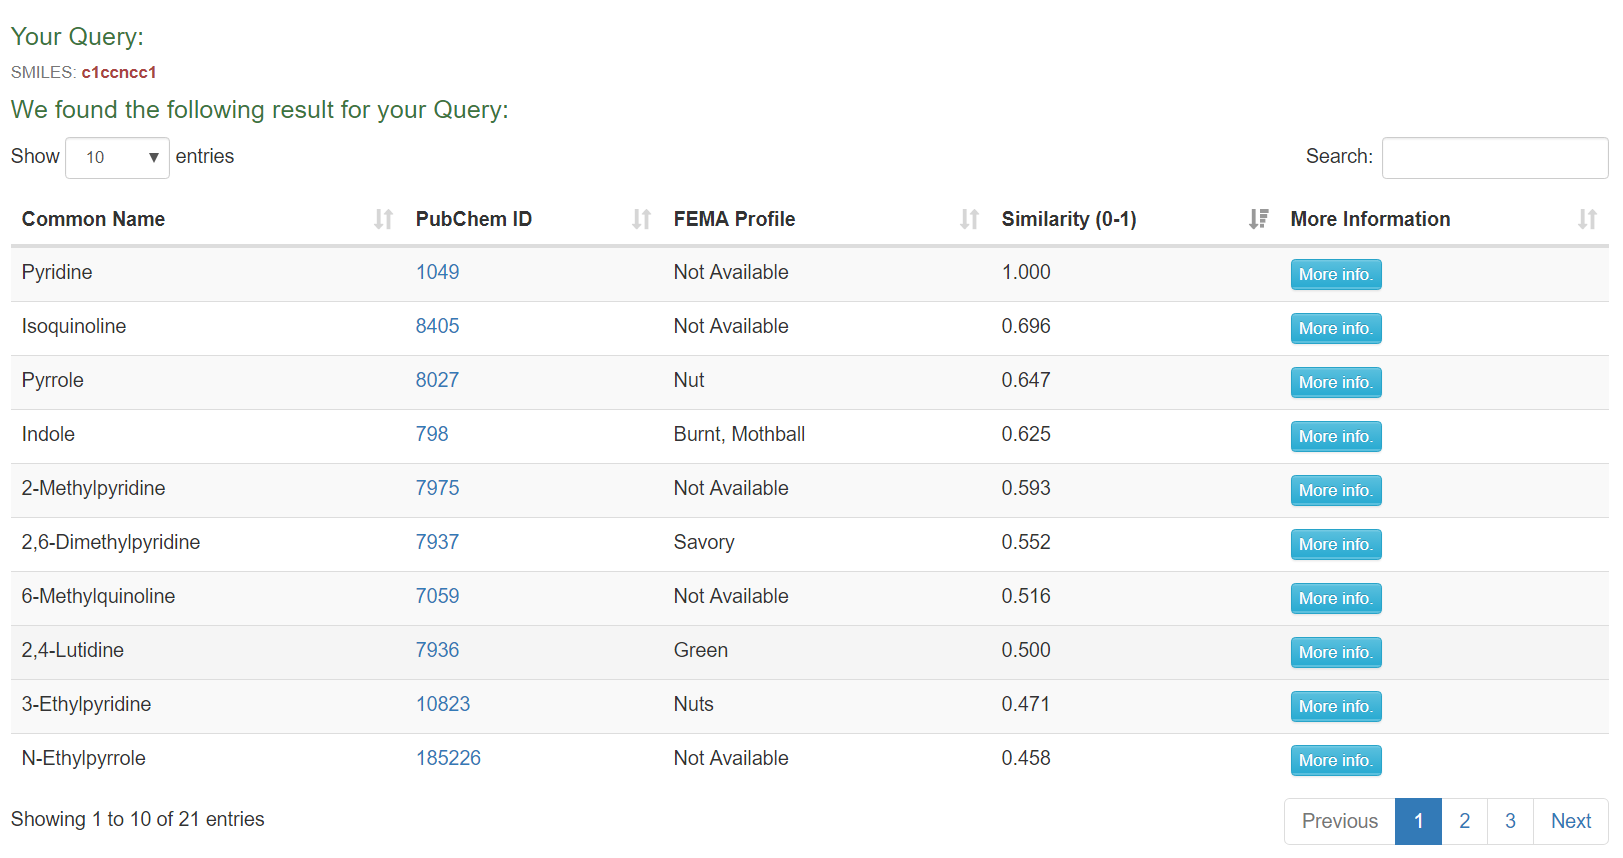 Your Query:
SMILES: c1ccncc1
We found the following result for your Query:
Show 10 entries Search:
Common Name PubChem ID FEMA Profile Similarity (0-1) More Information
Pyridine 1049 Not Available 1.000 More info.
Isoquinoline 8405 Not Available 0.696 More info.
Pyrrole 8027 Nut 0.647 More info.
Indole 798 Burnt, Mothball 0.625 More info.
2-Methylpyridine 7975 Not Available 0.593 More info.
2,6-Dimethylpyridine 7937 Savory 0.552 More info.
6-Methylquinoline 7059 Not Available 0.516 More info.
2,4-Lutidine 7936 Green 0.500 More info.
3-Ethylpyridine 10823 Nuts 0.471 More info.
N-Ethylpyrrole 185226 Not Available 0.458 More info.
Showing 1 to 10 of 21 entries Previous 1 2 3 Next